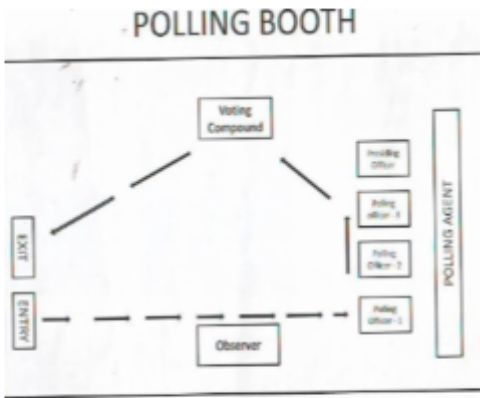 POLLING BOOTH
Voting
Compound
Presiding
Officer
Polling
officer - 3
Polling
Officer - 2
Polling
Officer - 1
POLLING AGENT
EXIT
ENTRY
Observer